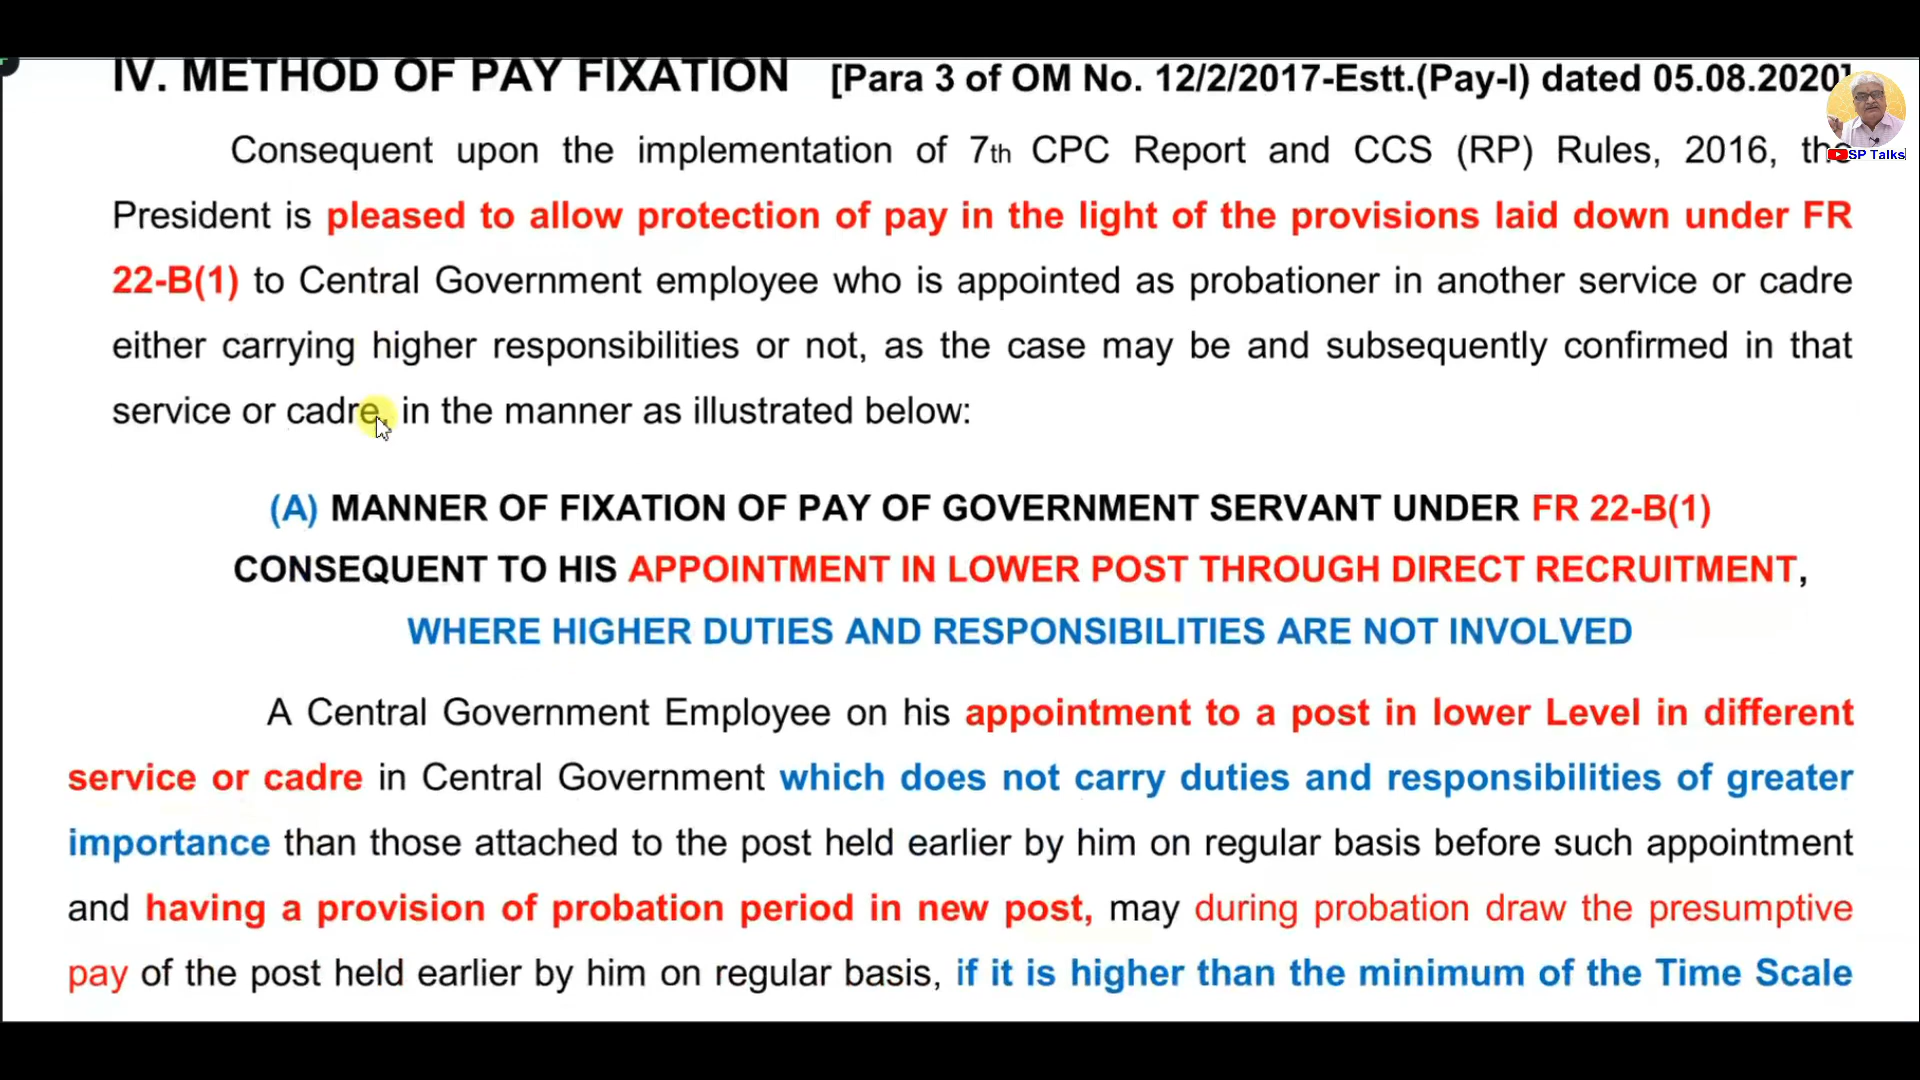 IV. METHOD OF PAY FIXATION [Para 3 of OM No. 12/2/2017-Estt.(Pay-I) dated 05.08.2020]
Consequent upon the implementation of 7th CPC Report and CCS (RP) Rules, 2016, the
SP Talks
President is pleased to allow protection of pay in the light of the provisions laid down under FR
22-B(1) to Central Government employee who is appointed as probationer in another service or cadre
either carrying higher responsibilities or not, as the case may be and subsequently confirmed in that
service or cadre, in the manner as illustrated below:
(A) MANNER OF FIXATION OF PAY OF GOVERNMENT SERVANT UNDER FR 22-B(1)
CONSEQUENT TO HIS APPOINTMENT IN LOWER POST THROUGH DIRECT RECRUITMENT,
WHERE HIGHER DUTIES AND RESPONSIBILITIES ARE NOT INVOLVED
A Central Government Employee on his appointment to a post in lower Level in different
service or cadre in Central Government which does not carry duties and responsibilities of greater
importance than those attached to the post held earlier by him on regular basis before such appointment
and having a provision of probation period in new post, may during probation draw the presumptive
pay of the post held earlier by him on regular basis, if it is higher than the minimum of the Time Scale